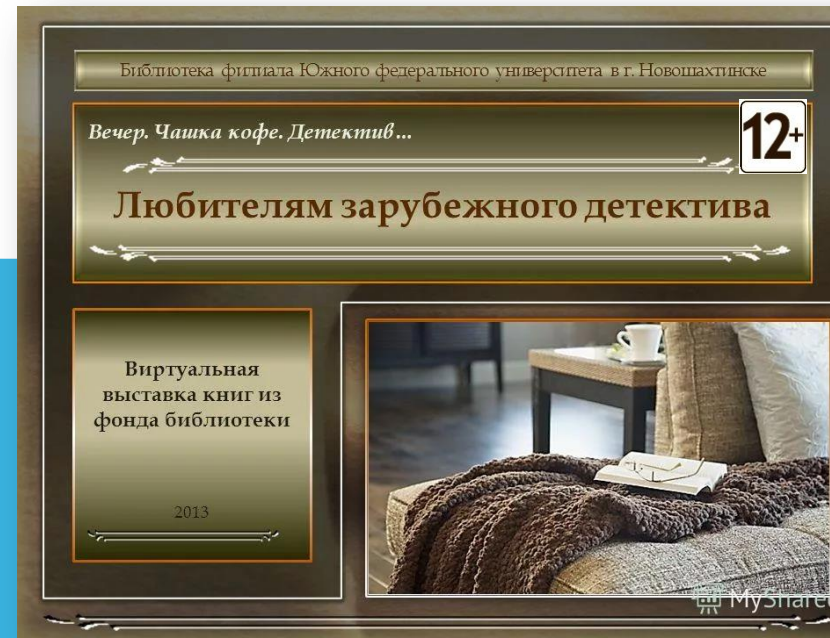 Библиотека филиала Южного федерального университета в г. Новошахтинске
Вечер. Чашка кофе. Детектив...
12+
Любителям зарубежного детектива
Виртуальная
выставка книг из
фонда библиотеки
2013
MyShared